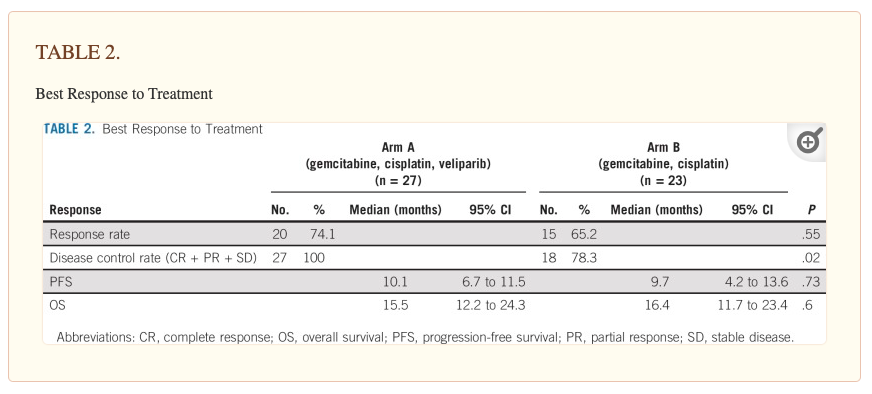 TABLE 2.
Best Response to Treatment
TABLE 2. Best Response to Treatment
Arm A
(gemcitabine, cisplatin, veliparib)
(n = 27)
Arm B
(gemcitabine, cisplatin)
(n = 23)
Response No. % Median (months) 95% CI No. % Median (months) 95% CI P
Response rate 20 74.1 15 65.2 .55
Disease control rate (CR + PR + SD) 27 100 18 78.3 .02
PFS 10.1 6.7 to 11.5 9.7 4.2 to 13.6 .73
OS 15.5 12.2 to 24.3 16.4 11.7 to 23.4 .6
Abbreviations: CR, complete response; OS, overall survival; PFS, progression-free survival; PR, partial response; SD, stable disease.